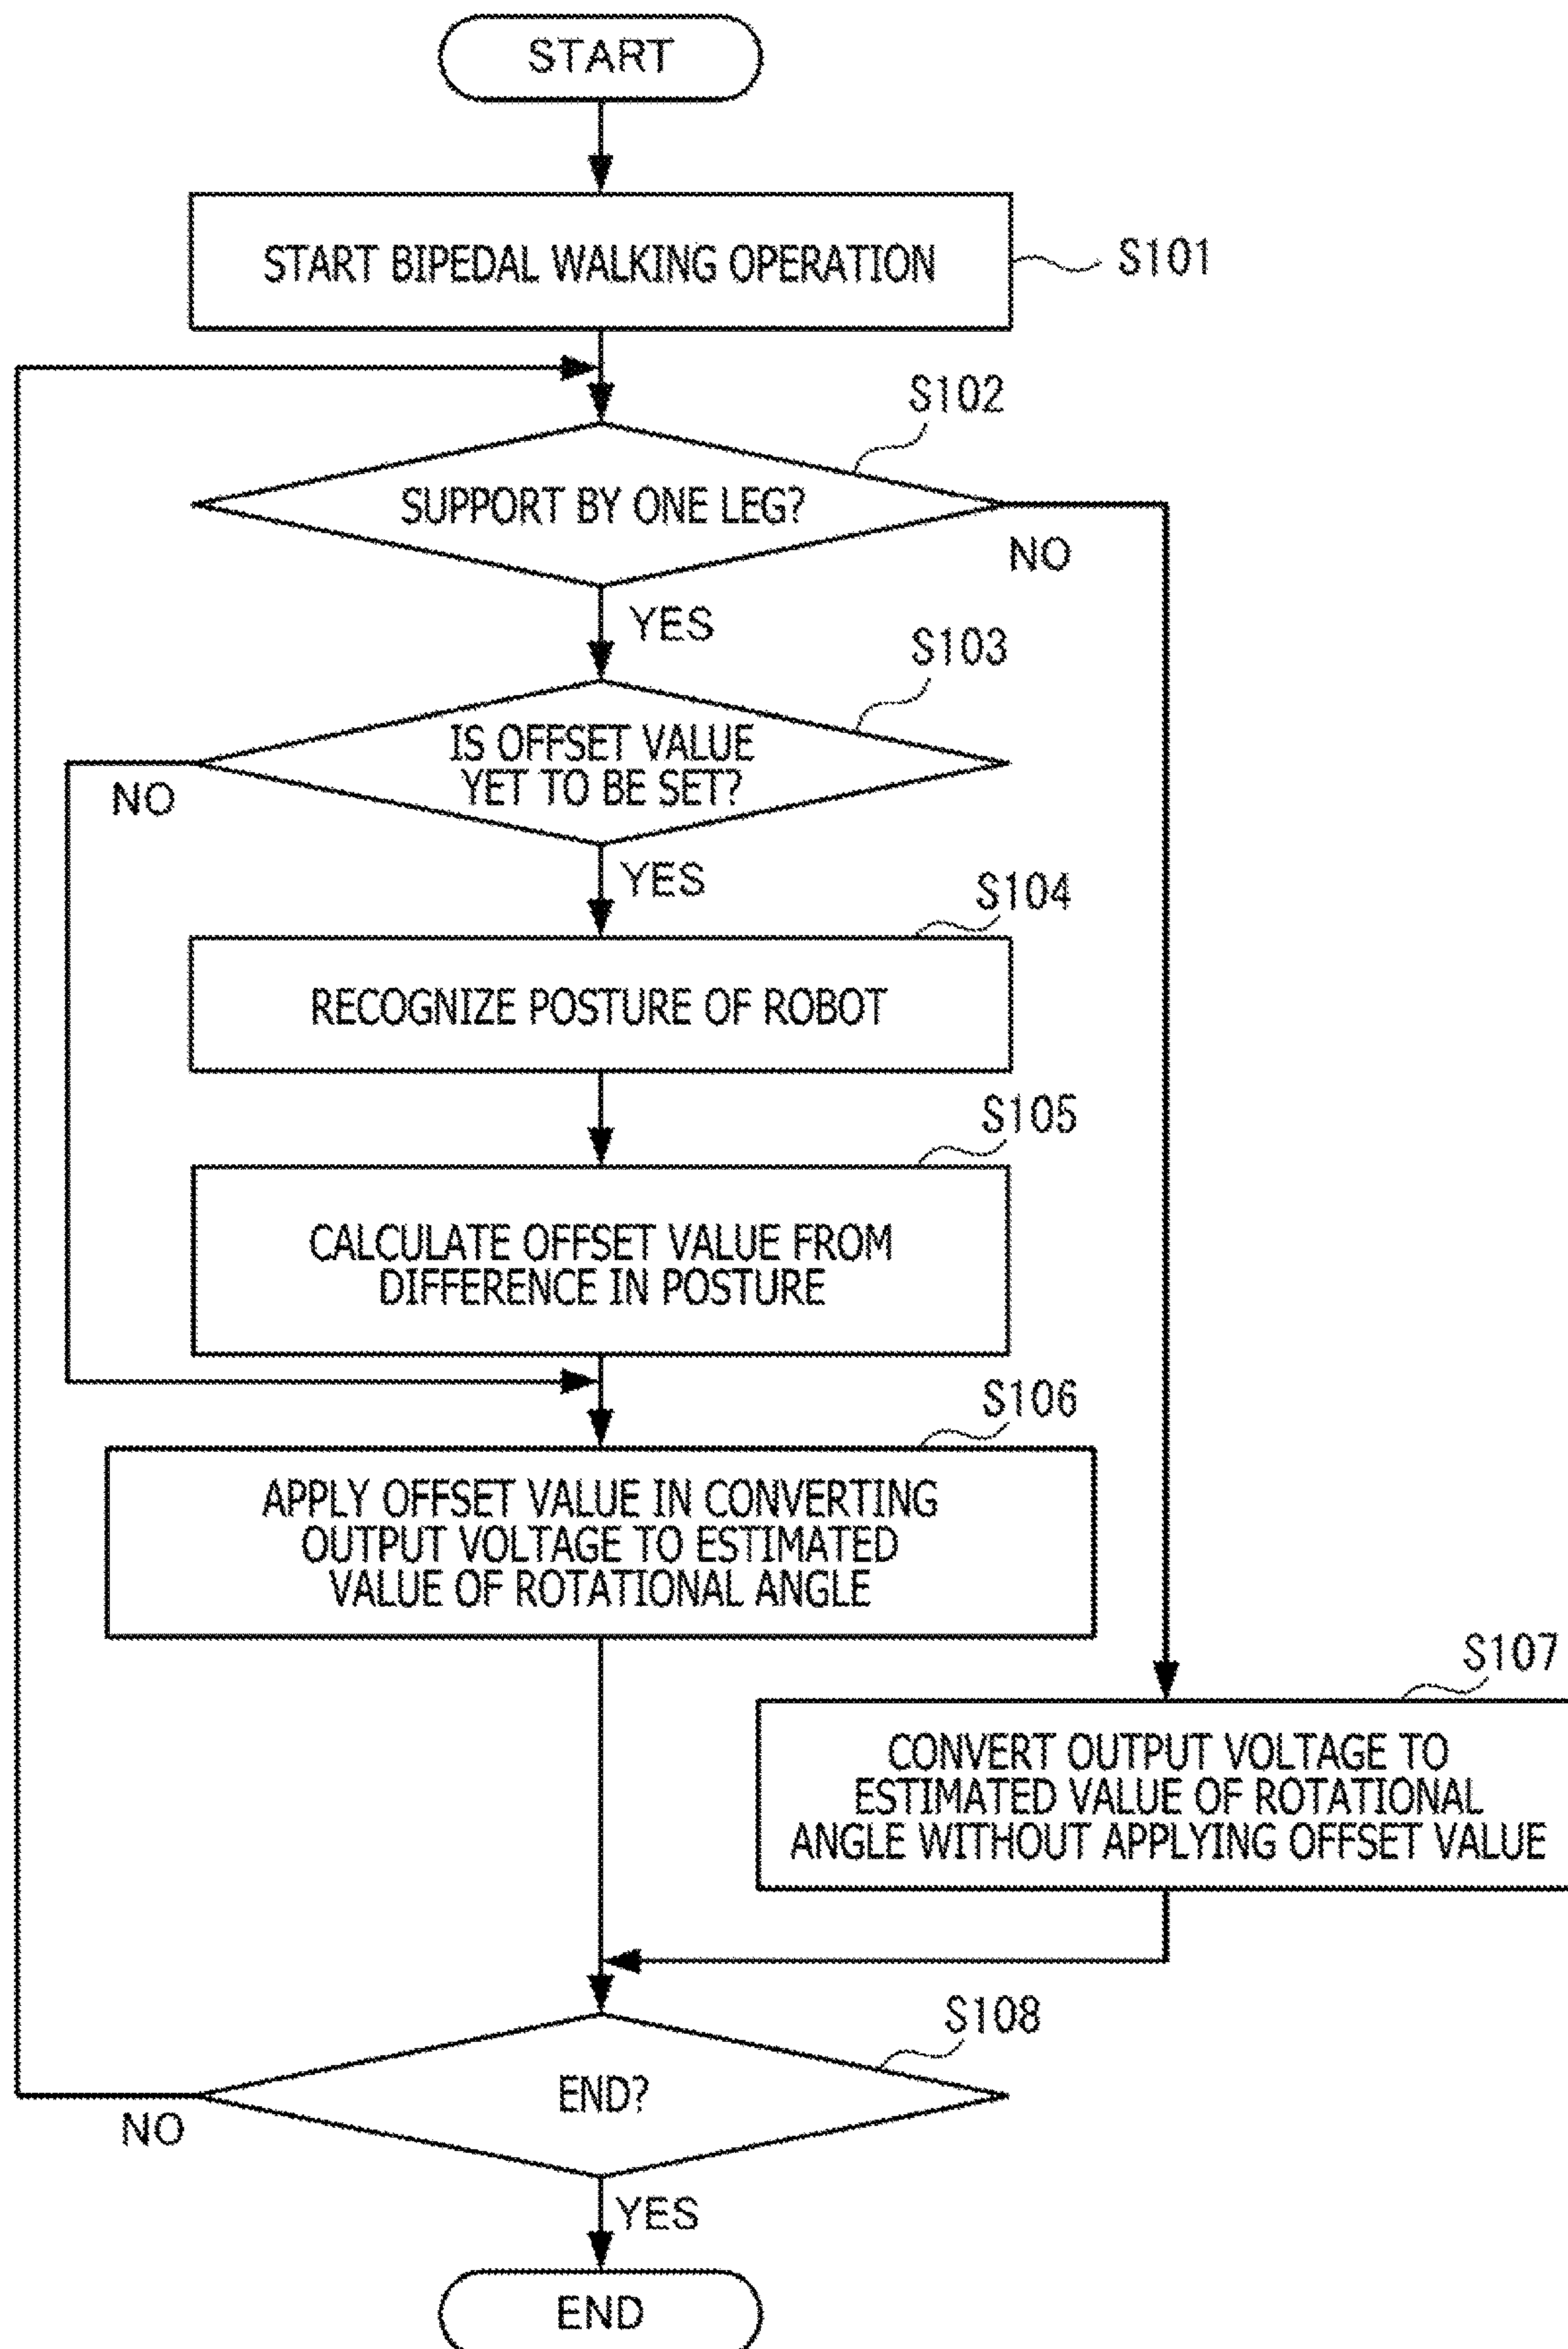 START
START BIPEDAL WALKING OPERATION
S101
S102
SUPPORT BY ONE LEG?
NO
YES
S103
IS OFFSET VALUE
YET TO BE SET?
NO
YES
S104
RECOGNIZE POSTURE OF ROBOT
S105
CALCULATE OFFSET VALUE FROM
DIFFERENCE IN POSTURE
S106
APPLY OFFSET VALUE IN CONVERTING
OUTPUT VOLTAGE TO ESTIMATED
VALUE OF ROTATIONAL ANGLE
S107
CONVERT OUTPUT VOLTAGE TO
ESTIMATED VALUE OF ROTATIONAL
ANGLE WITHOUT APPLYING OFFSET VALUE
S108
END?
NO
YES
END